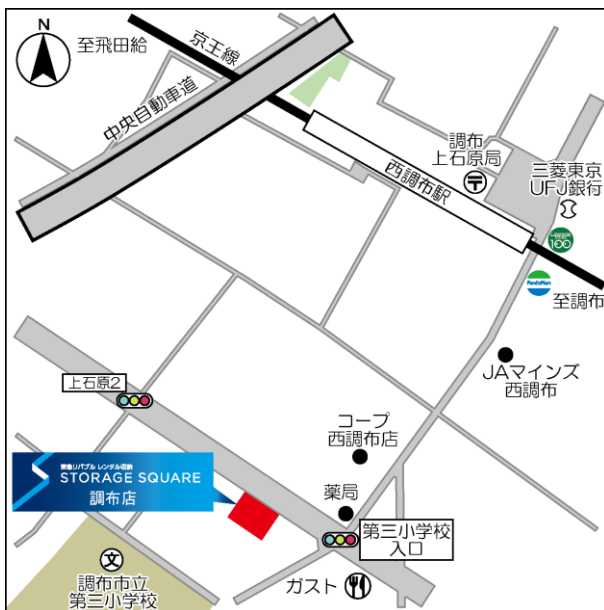 N
至飛田給
京王線
中央自動車道
調布
上石原局
西調布駅
三菱東京
UFJ銀行
LAWSON
STORE
100
FamilyMart
至調布
JAマインズ
西調布
上石原2
コープ
西調布店
東急リバブル レンタル収納
STORAGE SQUARE
調布店
薬局
第三小学校
入口
文
調布市立
第三小学校
ガスト